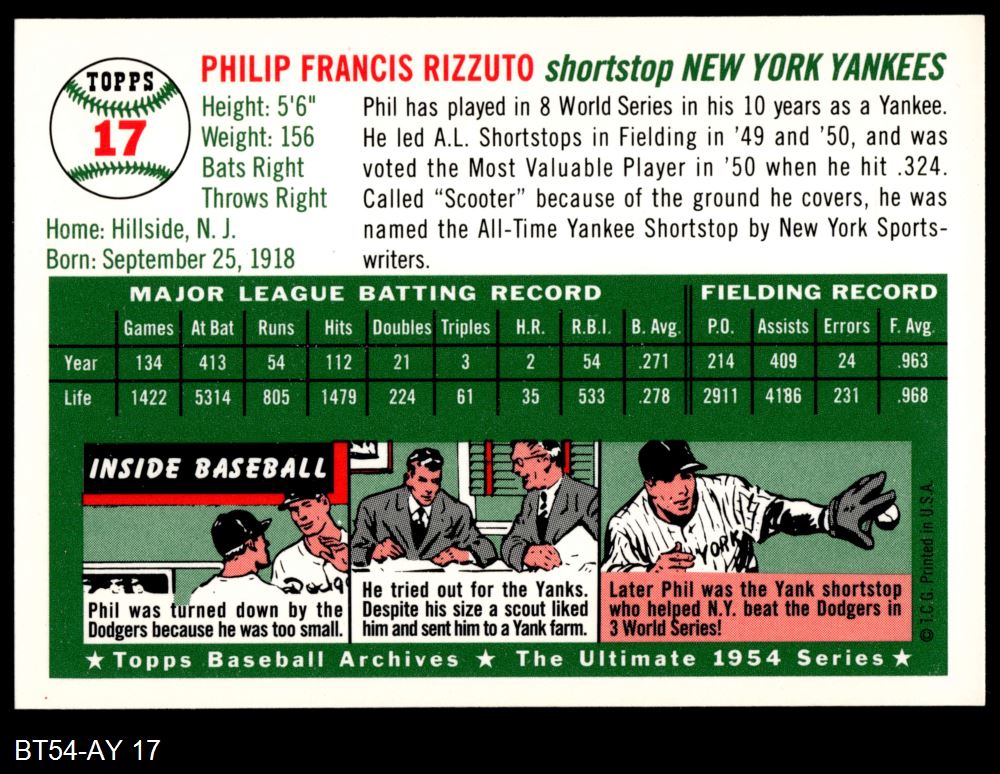 TOPPS
17
PHILIP FRANCIS RIZZUTO shortstop NEW YORK YANKEES
Height: 5'6"
Weight: 156
Bats Right
Throws Right
Home: Hillside, N. J.
Born: September 25, 1918
Phil has played in 8 World Series in his 10 years as a Yankee.
He led A.L. Shortstops in Fielding in '49 and '50, and was
voted the Most Valuable Player in '50 when he hit .324.
Called "Scooter" because of the ground he covers, he was
named the All-Time Yankee Shortstop by New York Sports-
writers.
MAJOR LEAGUE BATTING RECORD FIELDING RECORD
Games At Bat Runs Hits Doubles Triples H.R. R.B.I. B. Avg. P.O. Assists Errors F. Avg.
Year 134 413 54 112 21 3 2 54 .271 214 409 24 .963
Life 1422 5314 805 1479 224 61 35 533 .278 2911 4186 231 .968
INSIDE BASEBALL
Phil was turned down by the
Dodgers because he was too small.
He tried out for the Yanks.
Despite his size a scout liked
him and sent him to a Yank farm.
YORK
Later Phil was the Yank shortstop
who helped N.Y. beat the Dodgers in
3 World Series!
© T.C.G. Printed in U.S.A.
★ Topps Baseball Archives ★ The Ultimate 1954 Series ★
BT54-AY 17